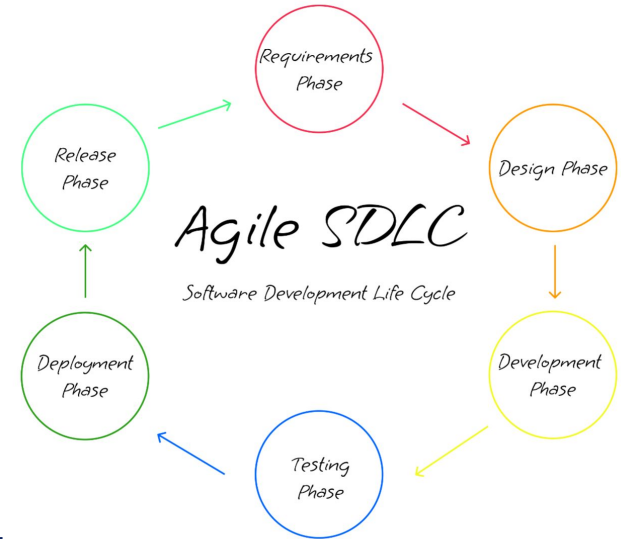 Requirements
Phase
Release
Phase
Design Phase
Agile SDLC
Software Development Life Cycle
Deployment
Phase
Development
Phase
Testing
Phase